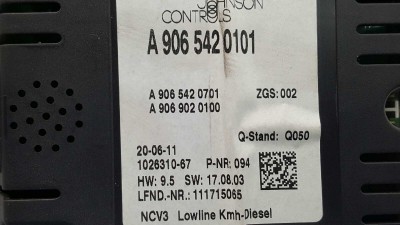 JOHNSON
CONTROLS
A 906 542 0101
A 906 542 0701 ZGS: 002
A 906 902 0100
Q-Stand: Q050
20-06-11
1026310-67 P-NR: 094
HW: 9.5 SW: 17.08.03
LFND.-NR.: 111715065
NCV3 Lowline Kmh-Diesel
H